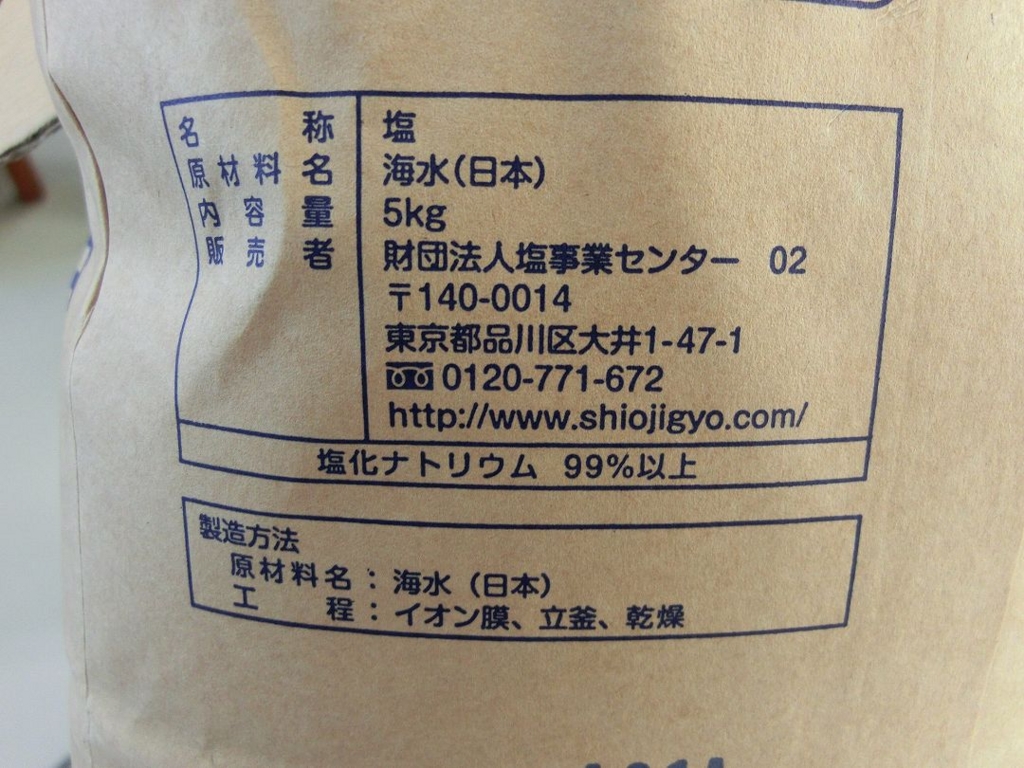 名称 塩
原材料名 海水(日本)
内容量 5kg
販売者 財団法人塩事業センター 02
〒140-0014
東京都品川区大井1-47-1
0120-771-672
http://www.shiojigyo.com/
塩化ナトリウム 99%以上
製造方法
原材料名：海水（日本）
工程：イオン膜、立釜、乾燥